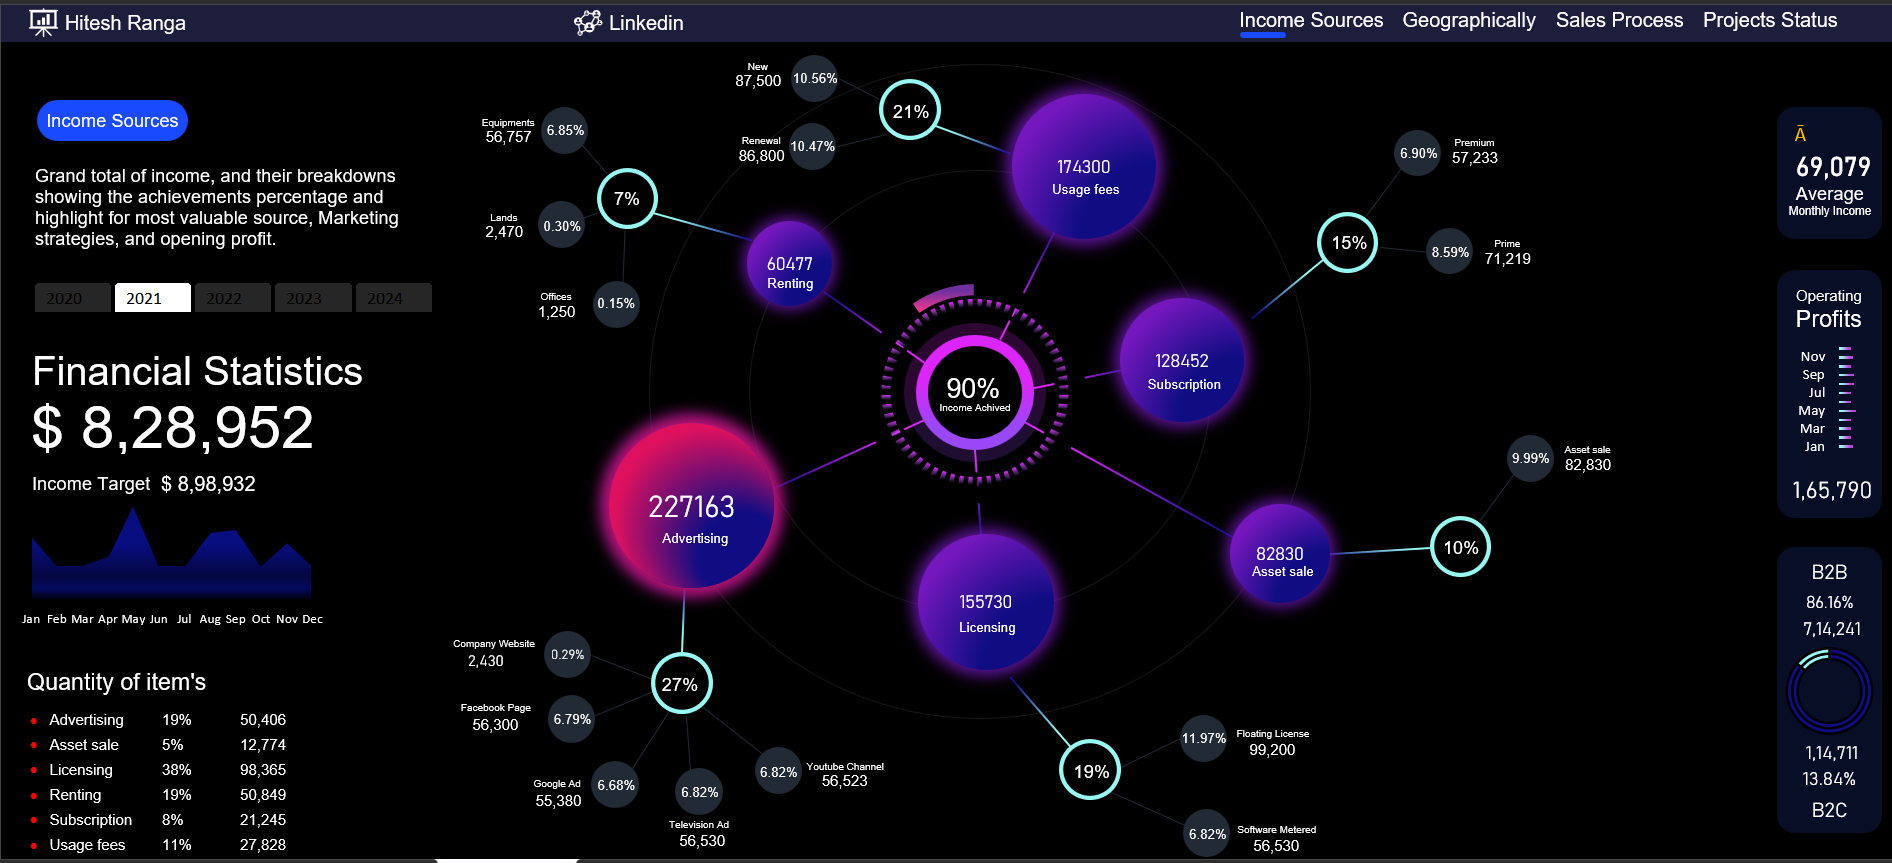 Hitesh Ranga
Linkedin
Income Sources Geographically Sales Process Projects Status
Income Sources
Grand total of income, and their breakdowns
showing the achievements percentage and
highlight for most valuable source, Marketing
strategies, and opening profit.
2020 2021 2022 2023 2024
Financial Statistics
$ 8,28,952
Income Target $ 8,98,932
Jan Feb Mar Apr May Jun Jul Aug Sep Oct Nov Dec
Quantity of item's
Advertising 19% 50,406
Asset sale 5% 12,774
Licensing 38% 98,365
Renting 19% 50,849
Subscription 8% 21,245
Usage fees 11% 27,828
New
87,500
10.56%
Renewal
86,800
10.47%
21%
174300
Usage fees
Equipments
56,757
6.85%
Lands
2,470
0.30%
Offices
1,250
0.15%
7%
60477
Renting
90%
Income Achived
Premium
57,233
6.90%
Prime
71,219
8.59%
15%
128452
Subscription
227163
Advertising
Company Website
2,430
0.29%
Facebook Page
56,300
6.79%
Google Ad
55,380
6.68%
6.82%
Television Ad
56,530
6.82%
Youtube Channel
56,523
27%
155730
Licensing
19%
11.97%
Floating License
99,200
6.82%
Software Metered
56,530
82830
Asset sale
10%
9.99%
Asset sale
82,830
Ā
69,079
Average
Monthly Income
Operating
Profits
Nov
Sep
Jul
May
Mar
Jan
1,65,790
B2B
86.16%
7,14,241
1,14,711
13.84%
B2C